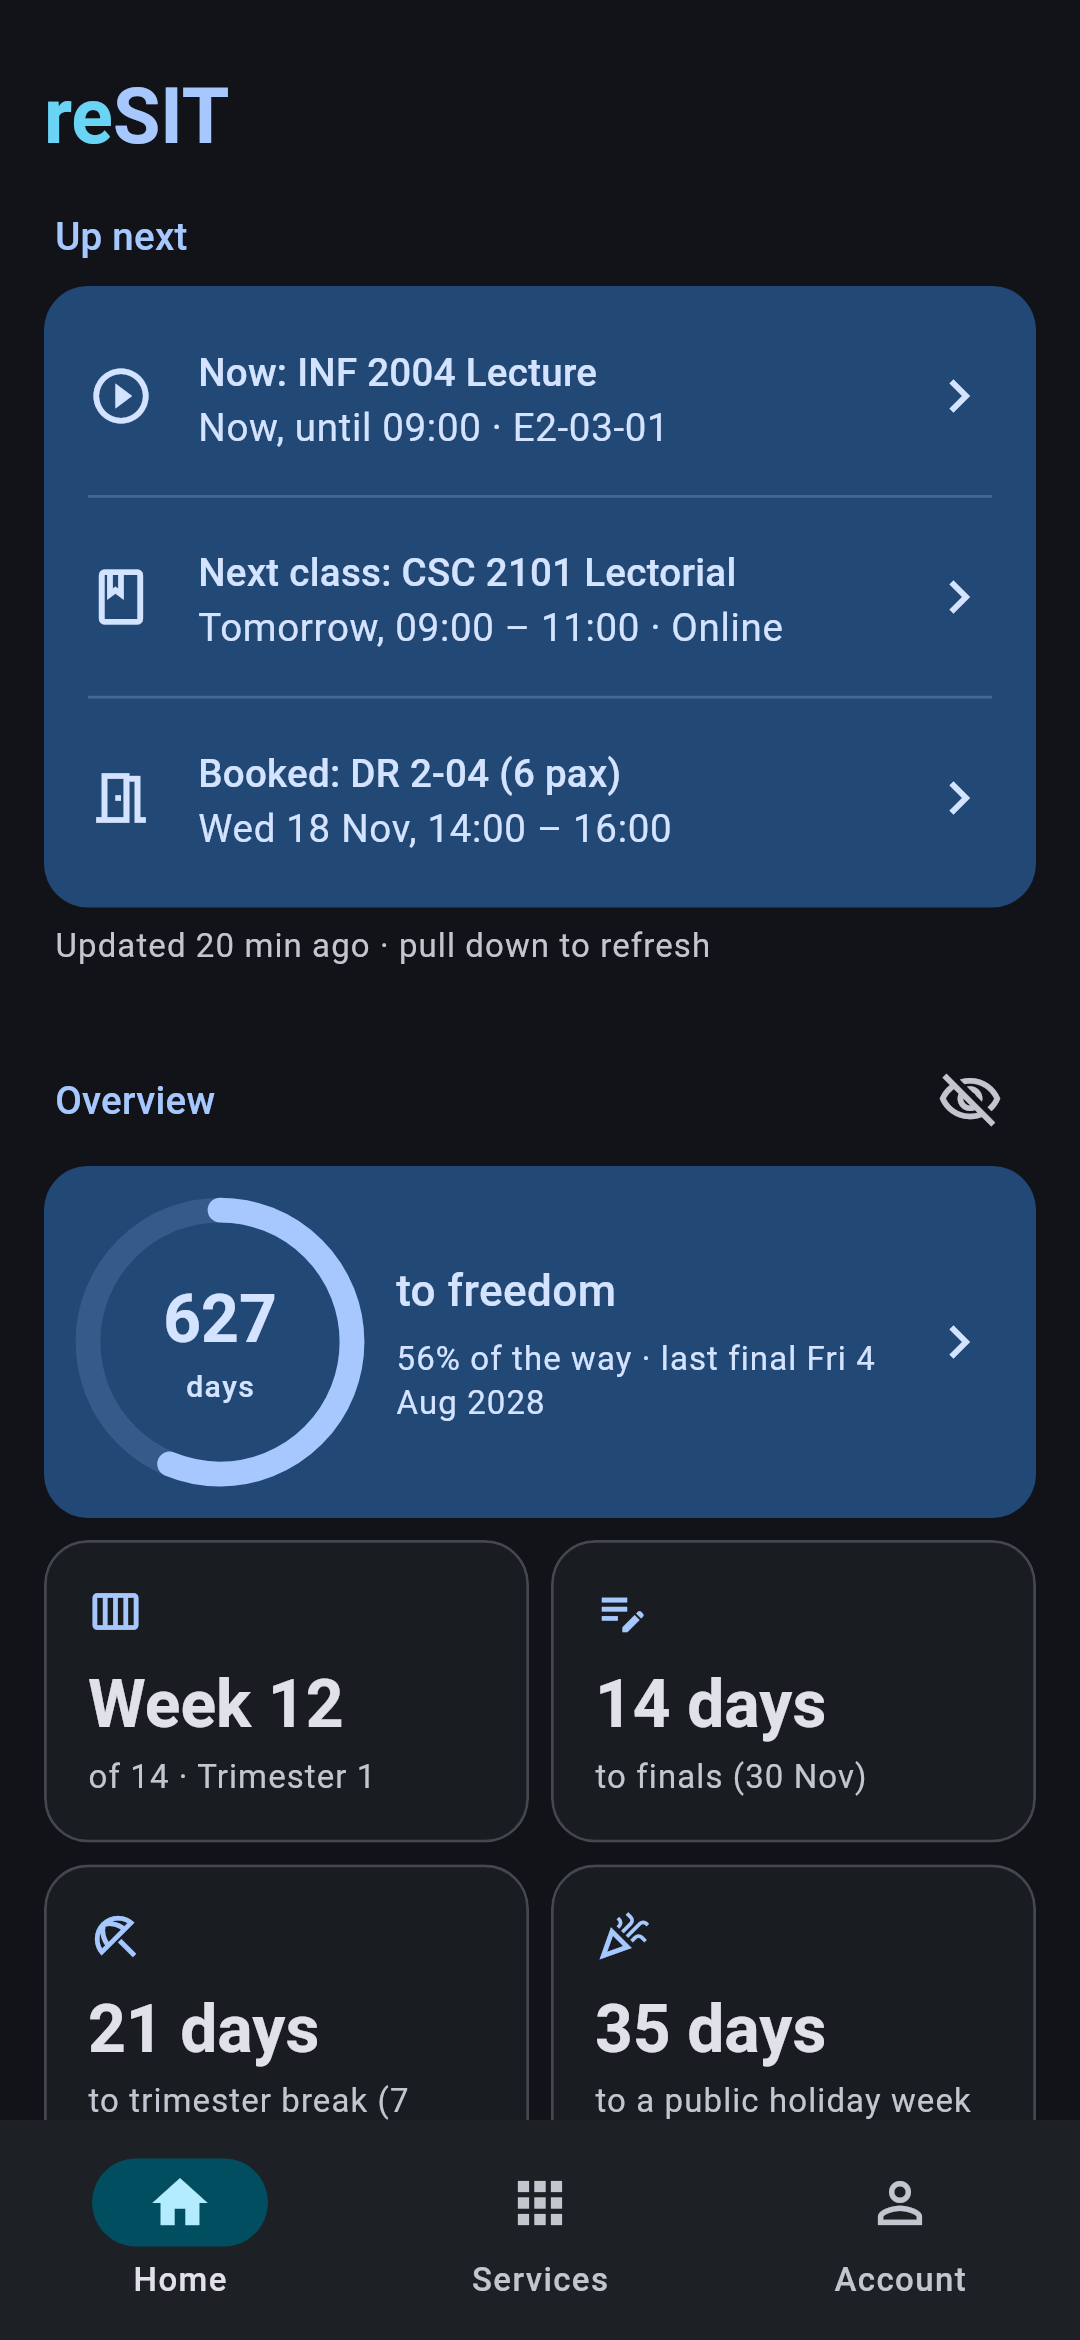 reSIT
Up next
Now: INF 2004 Lecture
Now, until 09:00 · E2-03-01
Next class: CSC 2101 Lectorial
Tomorrow, 09:00 – 11:00 · Online
Booked: DR 2-04 (6 pax)
Wed 18 Nov, 14:00 – 16:00
Updated 20 min ago · pull down to refresh
Overview
627
days
to freedom
56% of the way · last final Fri 4
Aug 2028
Week 12
of 14 · Trimester 1
14 days
to finals (30 Nov)
21 days
to trimester break (7
35 days
to a public holiday week
Home
Services
Account